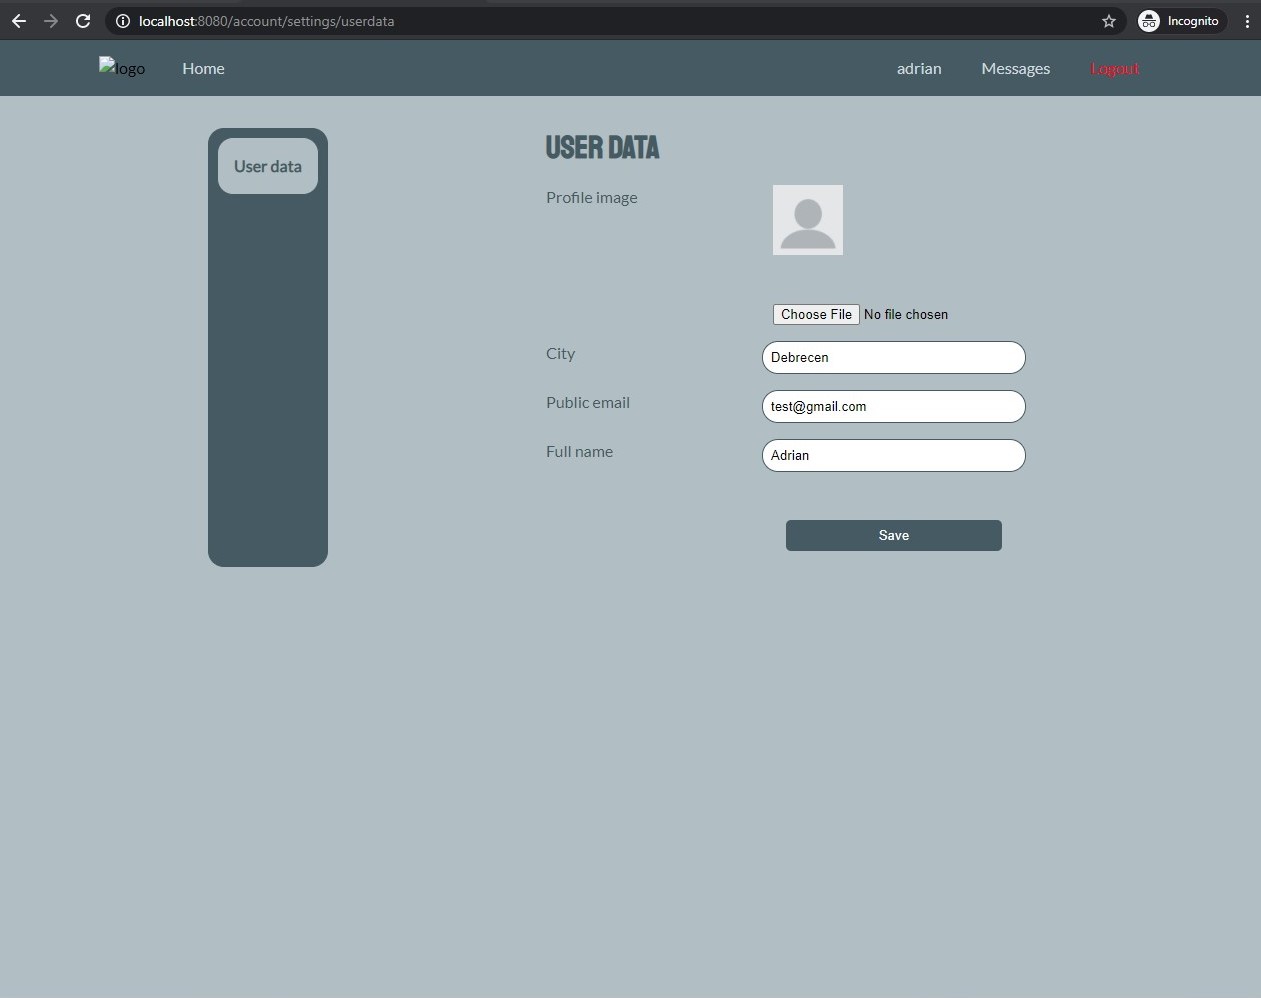 localhost:8080/account/settings/userdata
Incognito
logo
Home
adrian
Messages
Logout
User data
USER DATA
Profile image
Choose File No file chosen
City
Debrecen
Public email
test@gmail.com
Full name
Adrian
Save